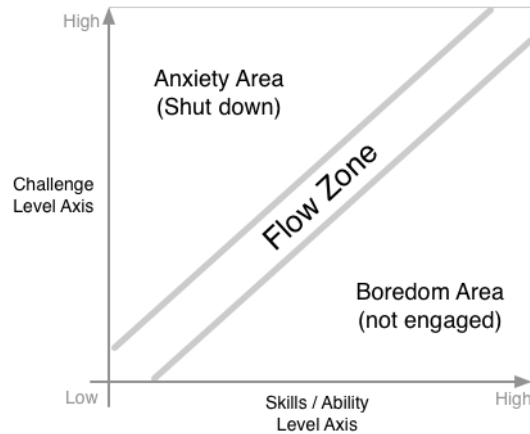 High
Anxiety Area
(Shut down)
Challenge
Level Axis
Flow Zone
Boredom Area
(not engaged)
Low
Skills / Ability
Level Axis
High